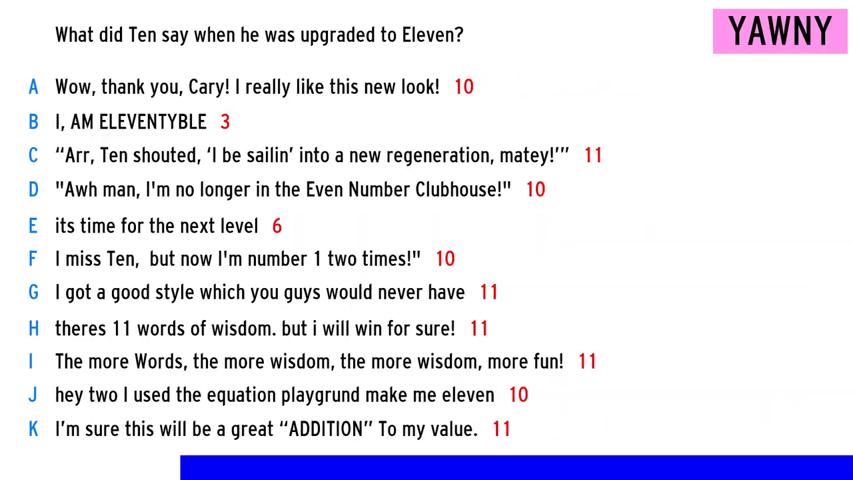 What did Ten say when he was upgraded to Eleven?
YAWNY
A Wow, thank you, Cary! I really like this new look! 10
B I, AM ELEVENTYBLE 3
C “Arr, Ten shouted, ‘I be sailin’ into a new regeneration, matey!’” 11
D "Awh man, I'm no longer in the Even Number Clubhouse!" 10
E its time for the next level 6
F I miss Ten, but now I'm number 1 two times!" 10
G I got a good style which you guys would never have 11
H theres 11 words of wisdom. but i will win for sure! 11
I The more Words, the more wisdom, the more wisdom, more fun! 11
J hey two I used the equation playgrund make me eleven 10
K I’m sure this will be a great “ADDITION” To my value. 11